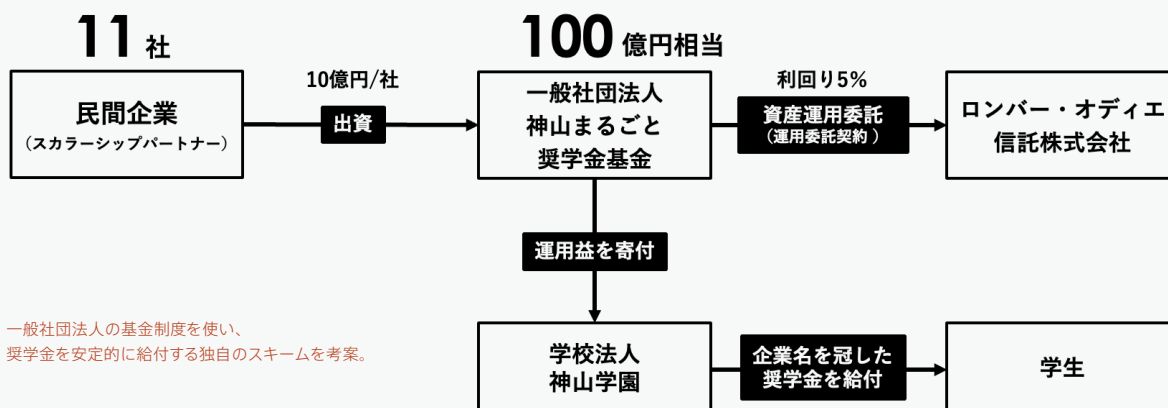 11 社
100 億円相当
民間企業
（スカラーシップパートナー）
10億円/社
出資
一般社団法人
神山まるごと
奨学金基金
利回り5%
資産運用委託
（運用委託契約 ）
ロンバー・オディエ
信託株式会社
運用益を寄付
一般社団法人の基金制度を使い、
奨学金を安定的に給付する独自のスキームを考案。
学校法人
神山学園
企業名を冠した
奨学金を給付
学生